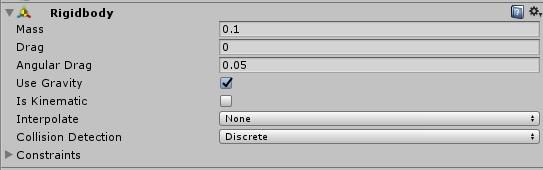 Rigidbody
Mass 0.1
Drag 0
Angular Drag 0.05
Use Gravity
Is Kinematic
Interpolate None
Collision Detection Discrete
Constraints